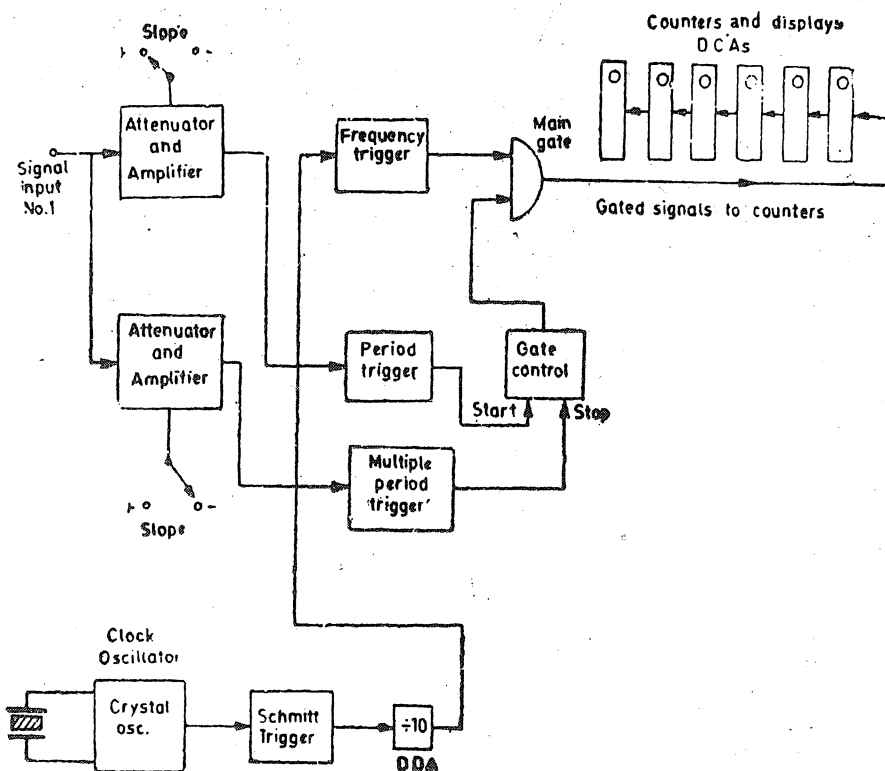 Slope
+
-
Attenuator
and
Amplifier
Signal
input
No.1
Frequency
trigger
Main
gate
Counters and displays
DCAs
Gated signals to counters
Attenuator
and
Amplifier
+
-
Slope
Period
trigger
Gate
control
Start
Stop
Multiple
period
'trigger'
Clock
Oscillator
Crystal
osc.
Schmitt
Trigger
÷10
DDA